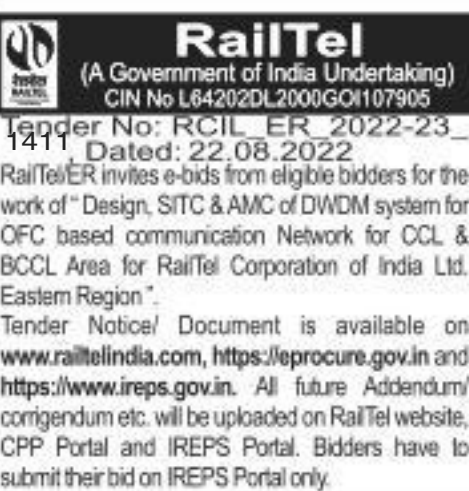 RailTel
(A Government of India Undertaking)
CIN No L64202DL2000GOI107905
रेलटेल
RAILTEL
Tender No: RCIL_ER_2022-23_
1411, Dated: 22.08.2022
RailTel/ER invites e-bids from eligible bidders for the
work of “ Design, SITC & AMC of DWDM system for
OFC based communication Network for CCL &
BCCL Area for RailTel Corporation of India Ltd.
Eastern Region”.
Tender Notice/ Document is available on
www.railtelindia.com, https://eprocure.gov.in and
https://www.ireps.gov.in. All future Addendum/
corrigendum etc. will be uploaded on RailTel website,
CPP Portal and IREPS Portal. Bidders have to
submit their bid on IREPS Portal only.